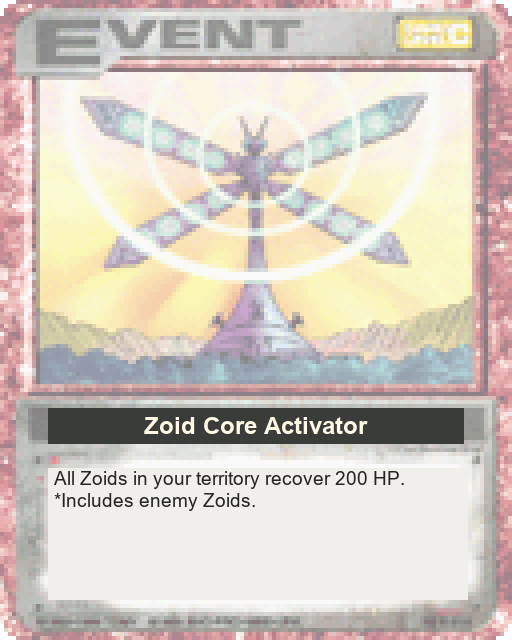 EVENT
Zoid Core Activator
All Zoids in your territory recover 200 HP.
*Includes enemy Zoids.